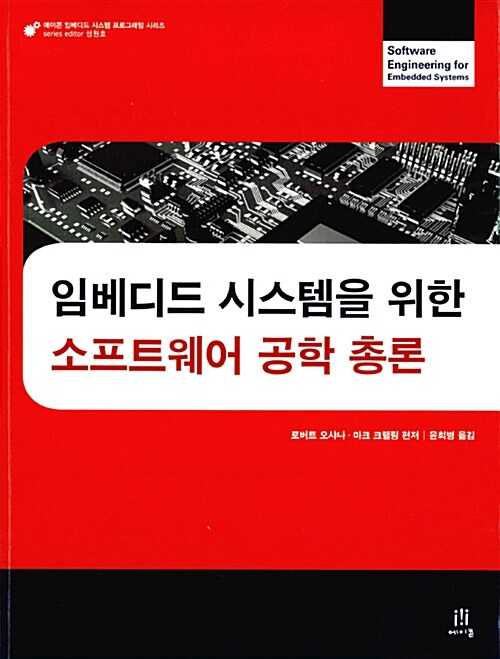 에이콘 임베디드 시스템 프로그래밍 시리즈
series editor 성원호
Software
Engineering for
Embedded Systems
임베디드 시스템을 위한
소프트웨어 공학 총론
로버트 오샤나 · 마크 크랠링 편저 | 윤희병 옮김
에이콘